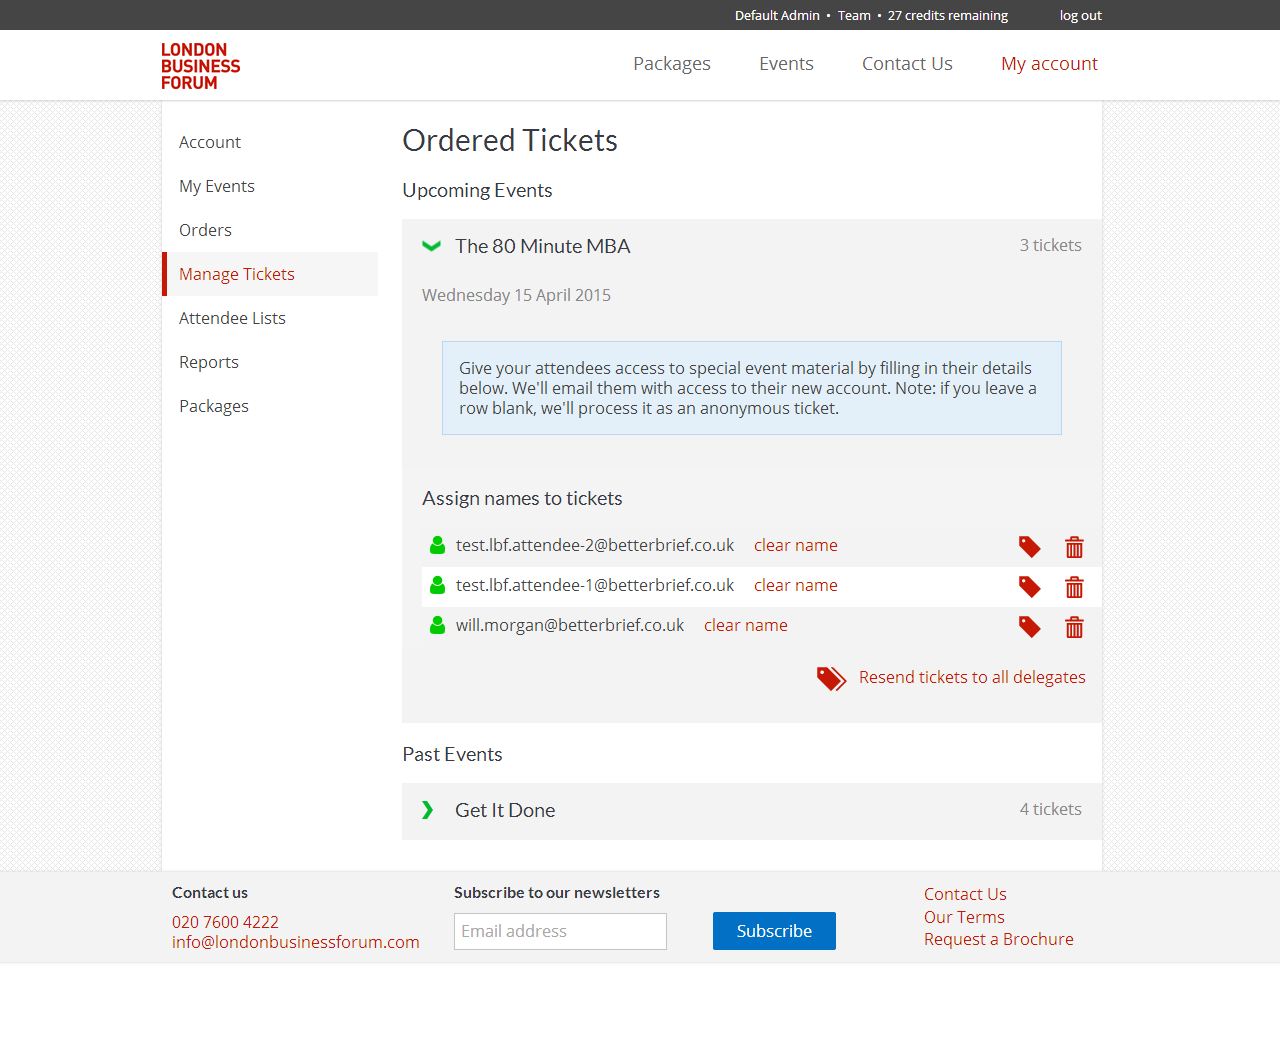 Default Admin • Team • 27 credits remaining log out
LONDON
BUSINESS
FORUM
Packages Events Contact Us My account
Account
My Events
Orders
Manage Tickets
Attendee Lists
Reports
Packages
Ordered Tickets
Upcoming Events
The 80 Minute MBA 3 tickets
Wednesday 15 April 2015
Give your attendees access to special event material by filling in their details
below. We'll email them with access to their new account. Note: if you leave a
row blank, we'll process it as an anonymous ticket.
Assign names to tickets
test.lbf.attendee-2@betterbrief.co.uk clear name
test.lbf.attendee-1@betterbrief.co.uk clear name
will.morgan@betterbrief.co.uk clear name
Resend tickets to all delegates
Past Events
Get It Done 4 tickets
Contact us
020 7600 4222
info@londonbusinessforum.com
Subscribe to our newsletters
Email address Subscribe
Contact Us
Our Terms
Request a Brochure